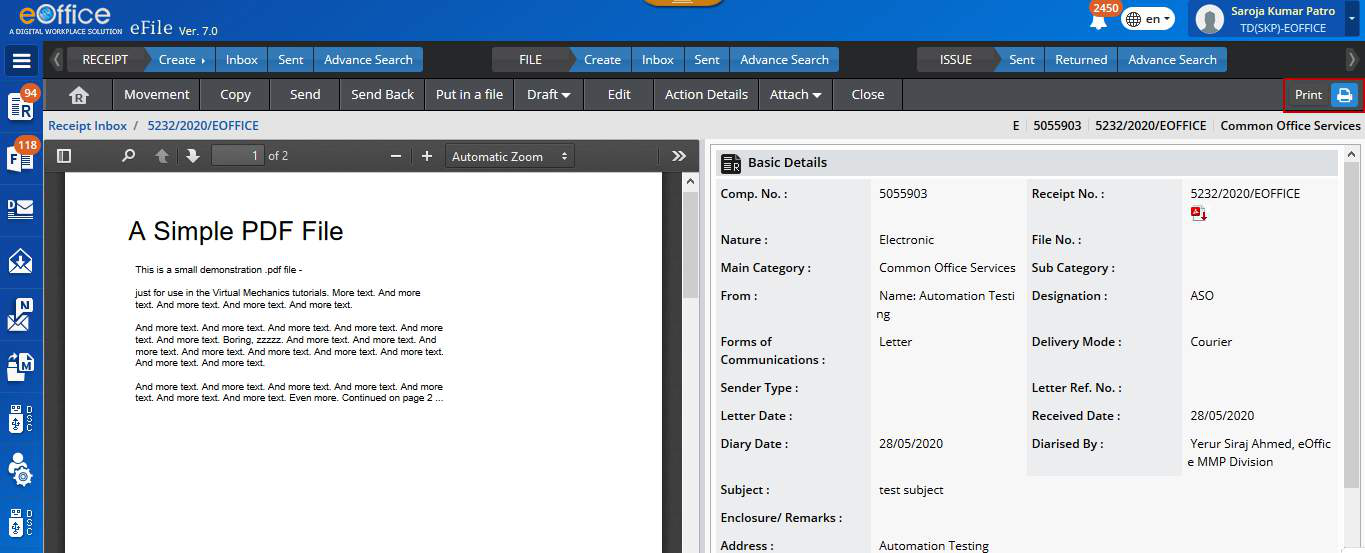 eOffice
A DIGITAL WORKPLACE SOLUTION
eFile Ver. 7.0
2450
en
Saroja Kumar Patro
TD(SKP)-EOFFICE
RECEIPT Create Inbox Sent Advance Search
FILE Create Inbox Sent Advance Search
ISSUE Sent Returned Advance Search
R Movement Copy Send Send Back Put in a file Draft Edit Action Details Attach Close Print
94
R
118
F
D
N
M
DSC
DSC
Receipt Inbox / 5232/2020/EOFFICE
E 5055903 5232/2020/EOFFICE Common Office Services
1 of 2
Automatic Zoom
A Simple PDF File
This is a small demonstration .pdf file -
just for use in the Virtual Mechanics tutorials. More text. And more
text. And more text. And more text. And more text.
And more text. And more text. And more text. And more text. And more
text. And more text. Boring, zzzzz. And more text. And more text. And
more text. And more text. And more text. And more text. And more text.
And more text. And more text.
And more text. And more text. And more text. And more text. And more
text. And more text. And more text. Even more. Continued on page 2 ...
R Basic Details
Comp. No. : 5055903 Receipt No. : 5232/2020/EOFFICE
Nature : Electronic File No. :
Main Category : Common Office Services Sub Category :
From : Name: Automation Testi Designation : ASO
ng
Forms of Letter Delivery Mode : Courier
Communications :
Sender Type : Letter Ref. No. :
Letter Date : Received Date : 28/05/2020
Diary Date : 28/05/2020 Diarised By : Yerur Siraj Ahmed, eOffic
e MMP Division
Subject : test subject
Enclosure/ Remarks :
Address : Automation Testing